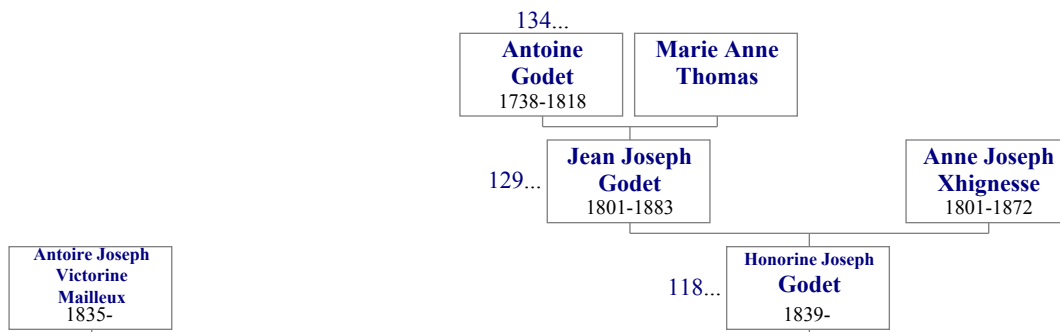 134...
Antoine
Godet
1738-1818
Marie Anne
Thomas
129...
Jean Joseph
Godet
1801-1883
Anne Joseph
Xhignesse
1801-1872
Antoire Joseph
Victorine
Mailleux
1835-
118...
Honorine Joseph
Godet
1839-